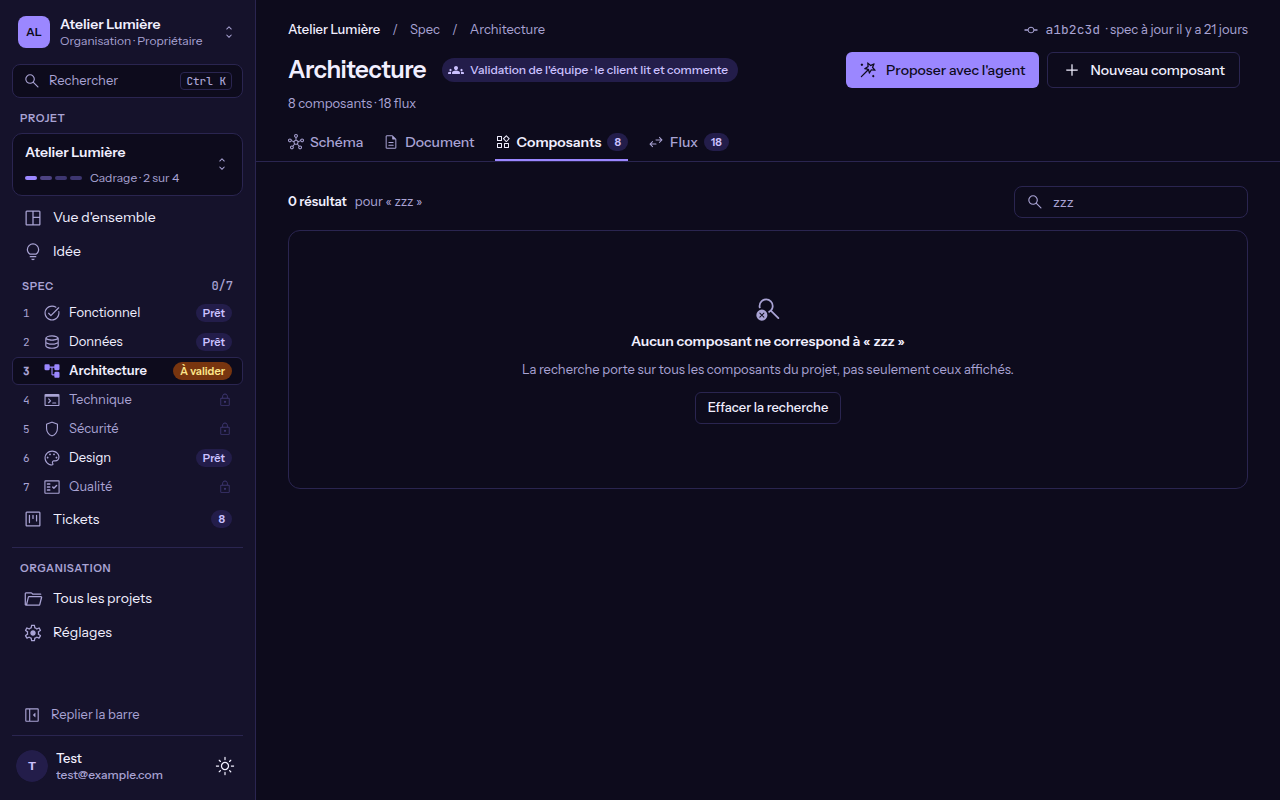 AL
Atelier Lumière
Organisation · Propriétaire
Rechercher
Ctrl K
PROJET
Atelier Lumière
Cadrage · 2 sur 4
Vue d'ensemble
Idée
SPEC 0/7
1 Fonctionnel Prêt
2 Données Prêt
3 Architecture À valider
4 Technique
5 Sécurité
6 Design Prêt
7 Qualité
Tickets 8
ORGANISATION
Tous les projets
Réglages
Replier la barre
T
Test
test@example.com
Atelier Lumière / Spec / Architecture
a1b2c3d · spec à jour il y a 21 jours
Architecture
Validation de l'équipe · le client lit et commente
Proposer avec l'agent
Nouveau composant
8 composants · 18 flux
Schéma
Document
Composants 8
Flux 18
0 résultat pour « zzz »
zzz
Aucun composant ne correspond à « zzz »
La recherche porte sur tous les composants du projet, pas seulement ceux affichés.
Effacer la recherche